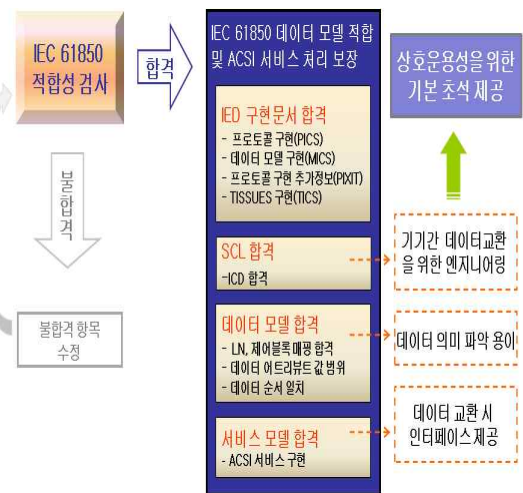 IEC 61850
적합성 검사
합격
불
합
격
불합격 항목
수정
IEC 61850 데이터 모델 적합
및 ACSI 서비스 처리 보장
IED 구현문서 합격
- 프로토콜 구현(PICS)
- 데이터 모델 구현(MICS)
- 프로토콜 구현 추가정보(PIXIT)
- TISSUES 구현(TICS)
SCL 합격
-ICD 합격
데이터 모델 합격
- LN, 제어블록 매핑 합격
- 데이터 어트리뷰트 값 범위
- 데이터 순서 일치
서비스 모델 합격
- ACSI 서비스 구현
상호운용성을 위한
기본 초석 제공
기기간 데이터교환
을 위한 엔지니어링
데이터 의미 파악 용이
데이터 교환 시
인터페이스 제공